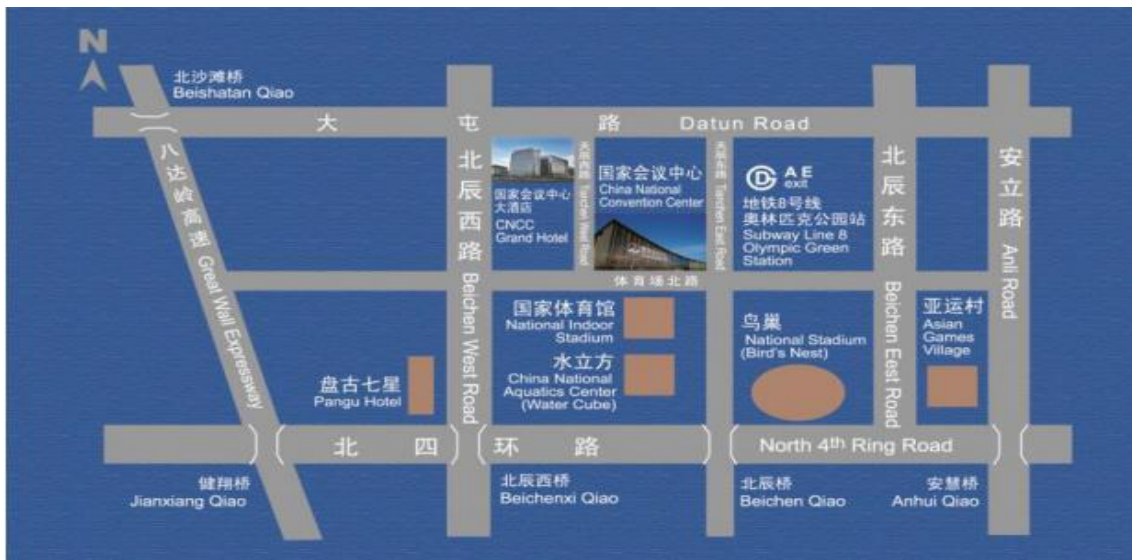 N
北沙滩桥
Beishatan Qiao
大屯路 Datun Road
八达岭高速 Great Wall Expressway
北辰西路 Beichen West Road
国家会议中心
大酒店
CNCC
Grand Hotel
天辰西路 Tianchen West Road
国家会议中心
China National
Convention Center
天辰东路 Tianchen East Road
A E
exit
地铁8号线
奥林匹克公园站
Subway Line 8
Olympic Green
Station
北辰东路 Beichen Eest Road
安立路 Anli Road
体育场北路
国家体育馆
National Indoor
Stadium
水立方
China National
Aquatics Center
(Water Cube)
鸟巢
National Stadium
(Bird's Nest)
亚运村
Asian
Games
Village
盘古七星
Pangu Hotel
北四环路 North 4th Ring Road
健翔桥
Jianxiang Qiao
北辰西桥
Beichenxi Qiao
北辰桥
Beichen Qiao
安慧桥
Anhui Qiao